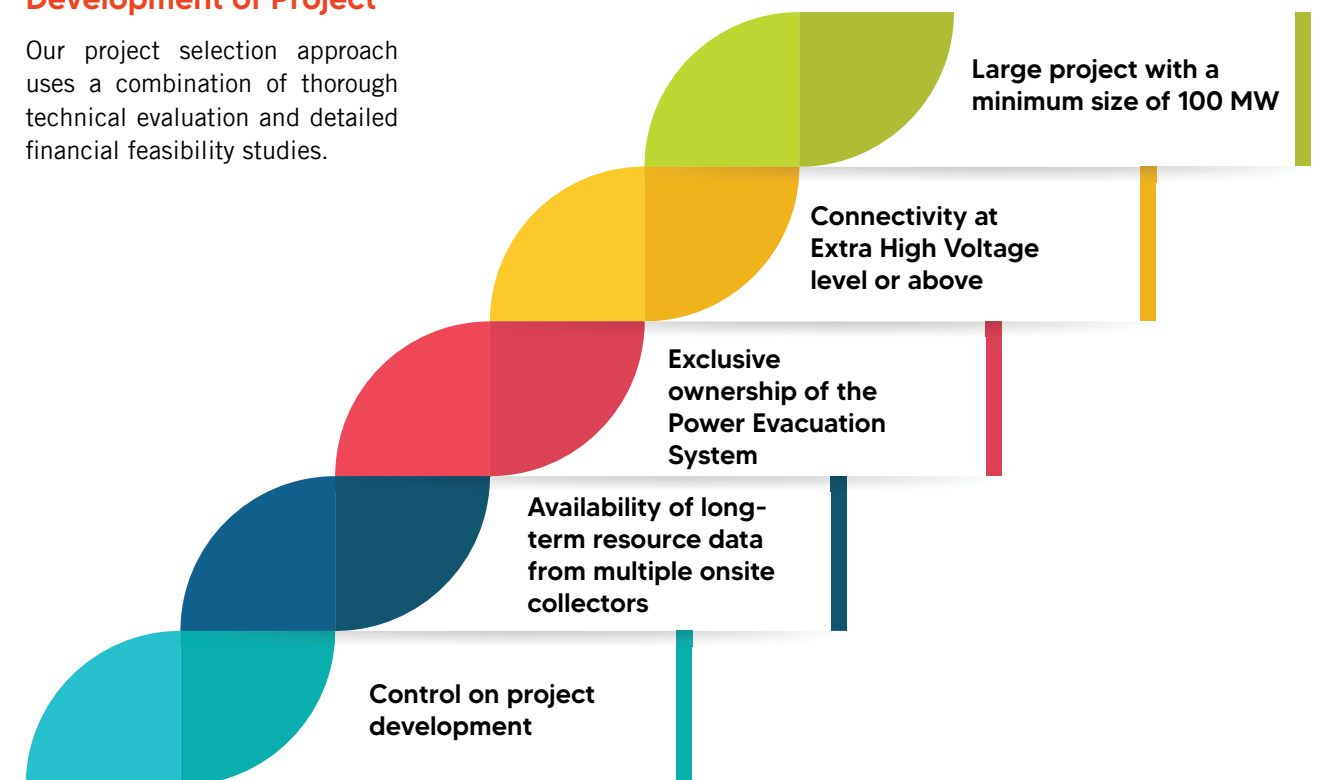 Development of Project
Our project selection approach
uses a combination of thorough
technical evaluation and detailed
financial feasibility studies.
Large project with a
minimum size of 100 MW
Connectivity at
Extra High Voltage
level or above
Exclusive
ownership of the
Power Evacuation
System
Availability of long-
term resource data
from multiple onsite
collectors
Control on project
development